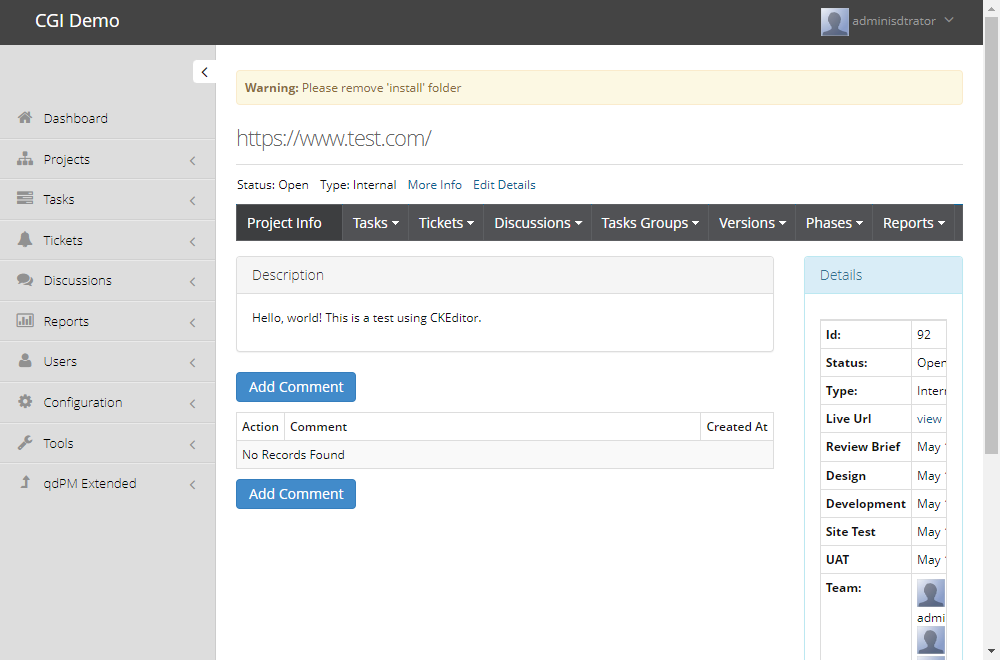 CGI Demo
adminisdtrator
Dashboard
Projects
Tasks
Tickets
Discussions
Reports
Users
Configuration
Tools
qdPM Extended
Warning: Please remove 'install' folder
https://www.test.com/
Status: Open Type: Internal More Info Edit Details
Project Info Tasks Tickets Discussions Tasks Groups Versions Phases Reports
Description
Hello, world! This is a test using CKEditor.
Add Comment
Action Comment Created At
No Records Found
Add Comment
Details
Id: 92
Status: Open
Type: Inter
Live Url view
Review Brief May
Design May
Development May
Site Test May
UAT May
Team:
admi